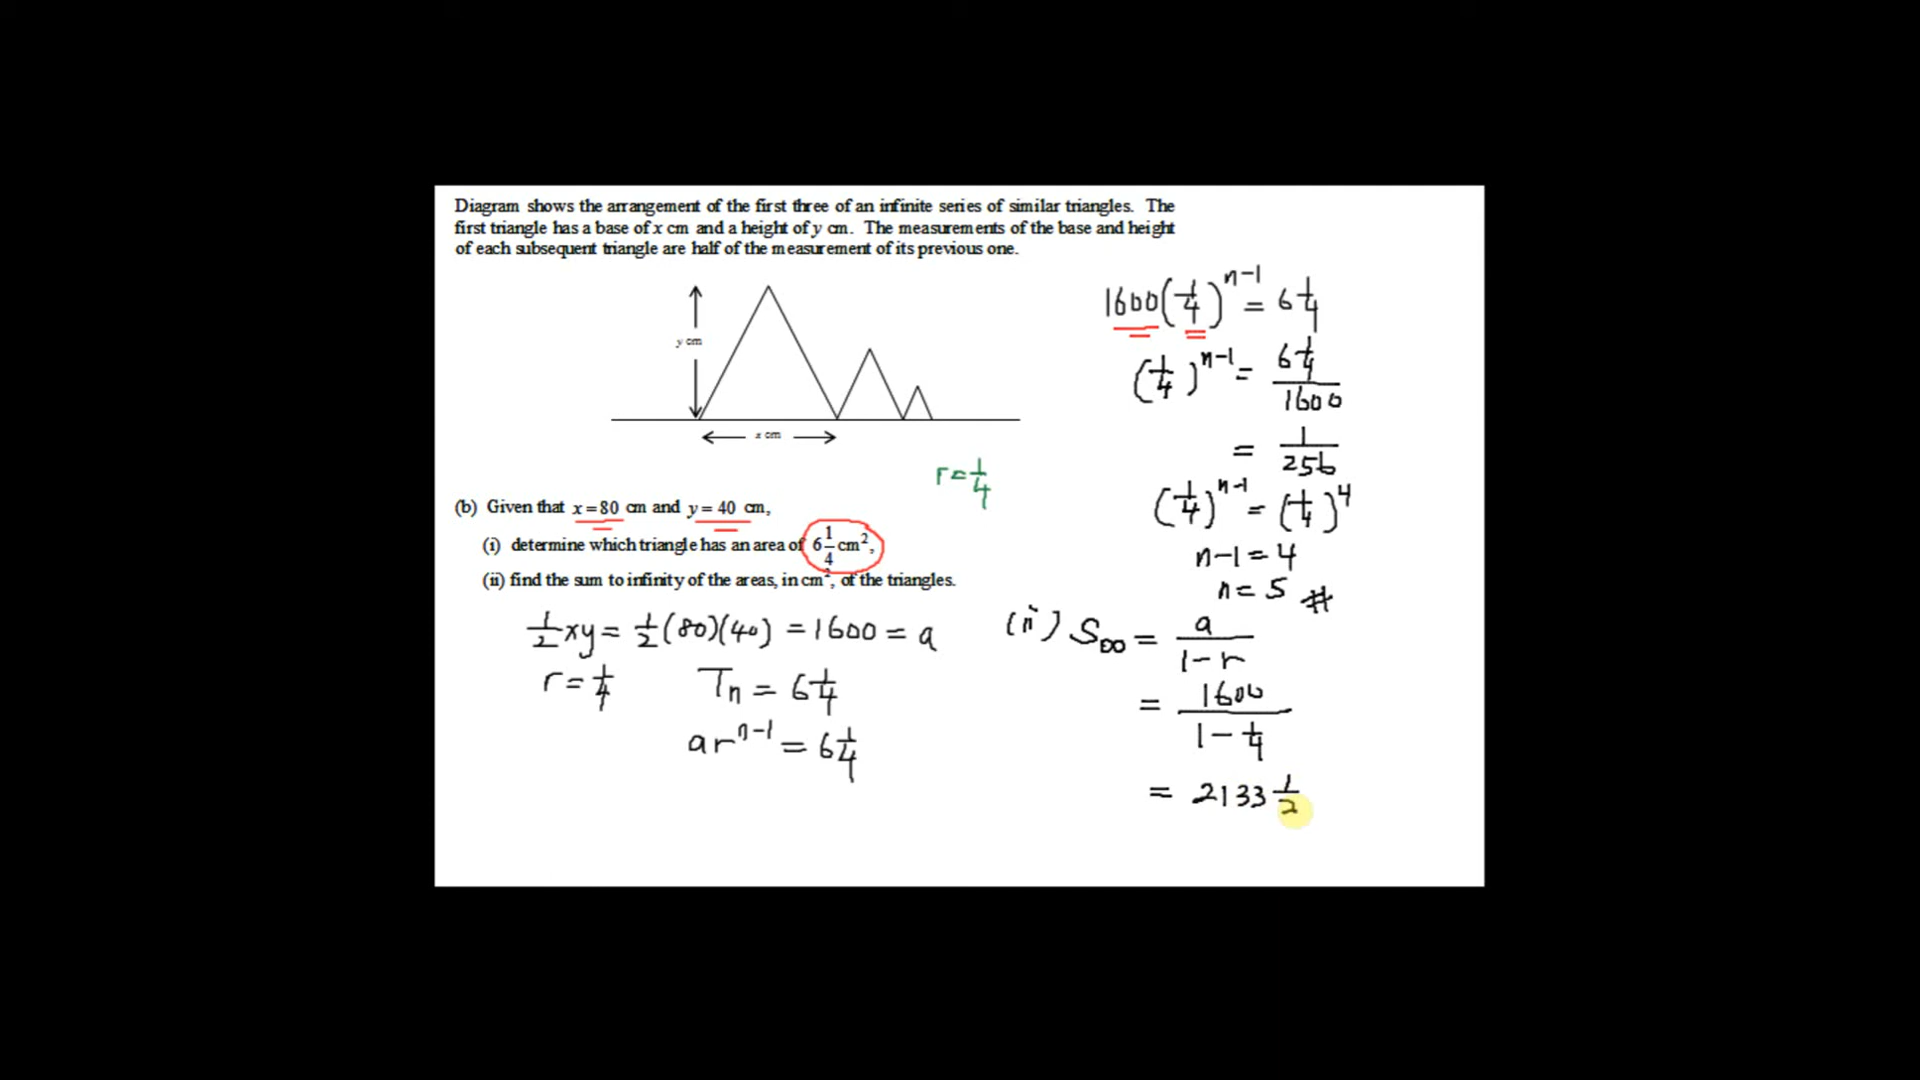 Diagram shows the arrangement of the first three of an infinite series of similar triangles. The
first triangle has a base of x cm and a height of y cm. The measurements of the base and height
of each subsequent triangle are half of the measurement of its previous one.
y cm
x cm
r = 1/4
(b) Given that x = 80 cm and y = 40 cm,
(i) determine which triangle has an area of 6 1/4 cm²,
(ii) find the sum to infinity of the areas, in cm², of the triangles.
1/2 xy = 1/2 (80)(40) = 1600 = a
r = 1/4
Tn = 6 1/4
ar^(n-1) = 6 1/4
1600(1/4)^(n-1) = 6 1/4
(1/4)^(n-1) = (6 1/4)/1600
= 1/256
(1/4)^(n-1) = (1/4)^4
n-1 = 4
n = 5 #
(ii) S∞ = a/(1-r)
= 1600/(1 - 1/4)
= 2133 1/2